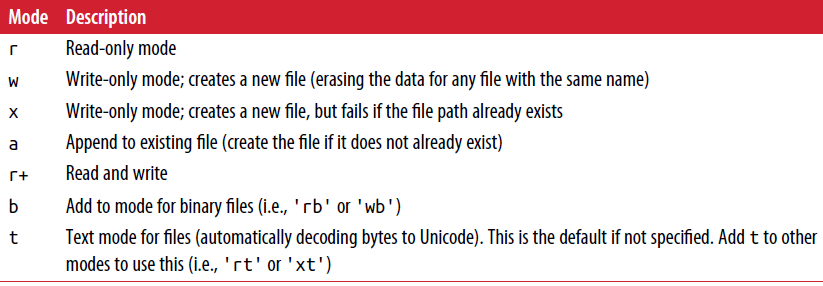 Mode Description
r Read-only mode
w Write-only mode; creates a new file (erasing the data for any file with the same name)
x Write-only mode; creates a new file, but fails if the file path already exists
a Append to existing file (create the file if it does not already exist)
r+ Read and write
b Add to mode for binary files (i.e., 'rb' or 'wb')
t Text mode for files (automatically decoding bytes to Unicode). This is the default if not specified. Add t to other
modes to use this (i.e., 'rt' or 'xt')